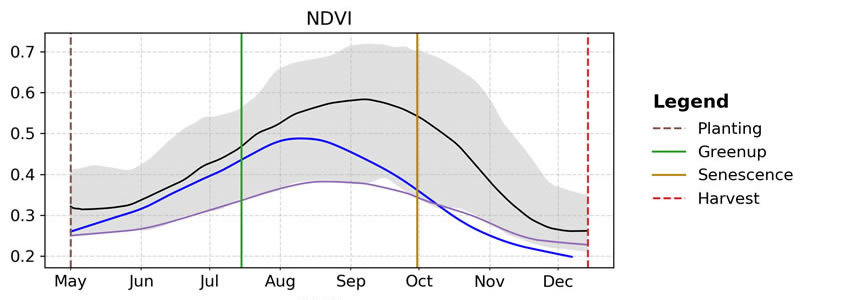 NDVI
0.7
0.6
0.5
0.4
0.3
0.2
May Jun Jul Aug Sep Oct Nov Dec
Legend
Planting
Greenup
Senescence
Harvest